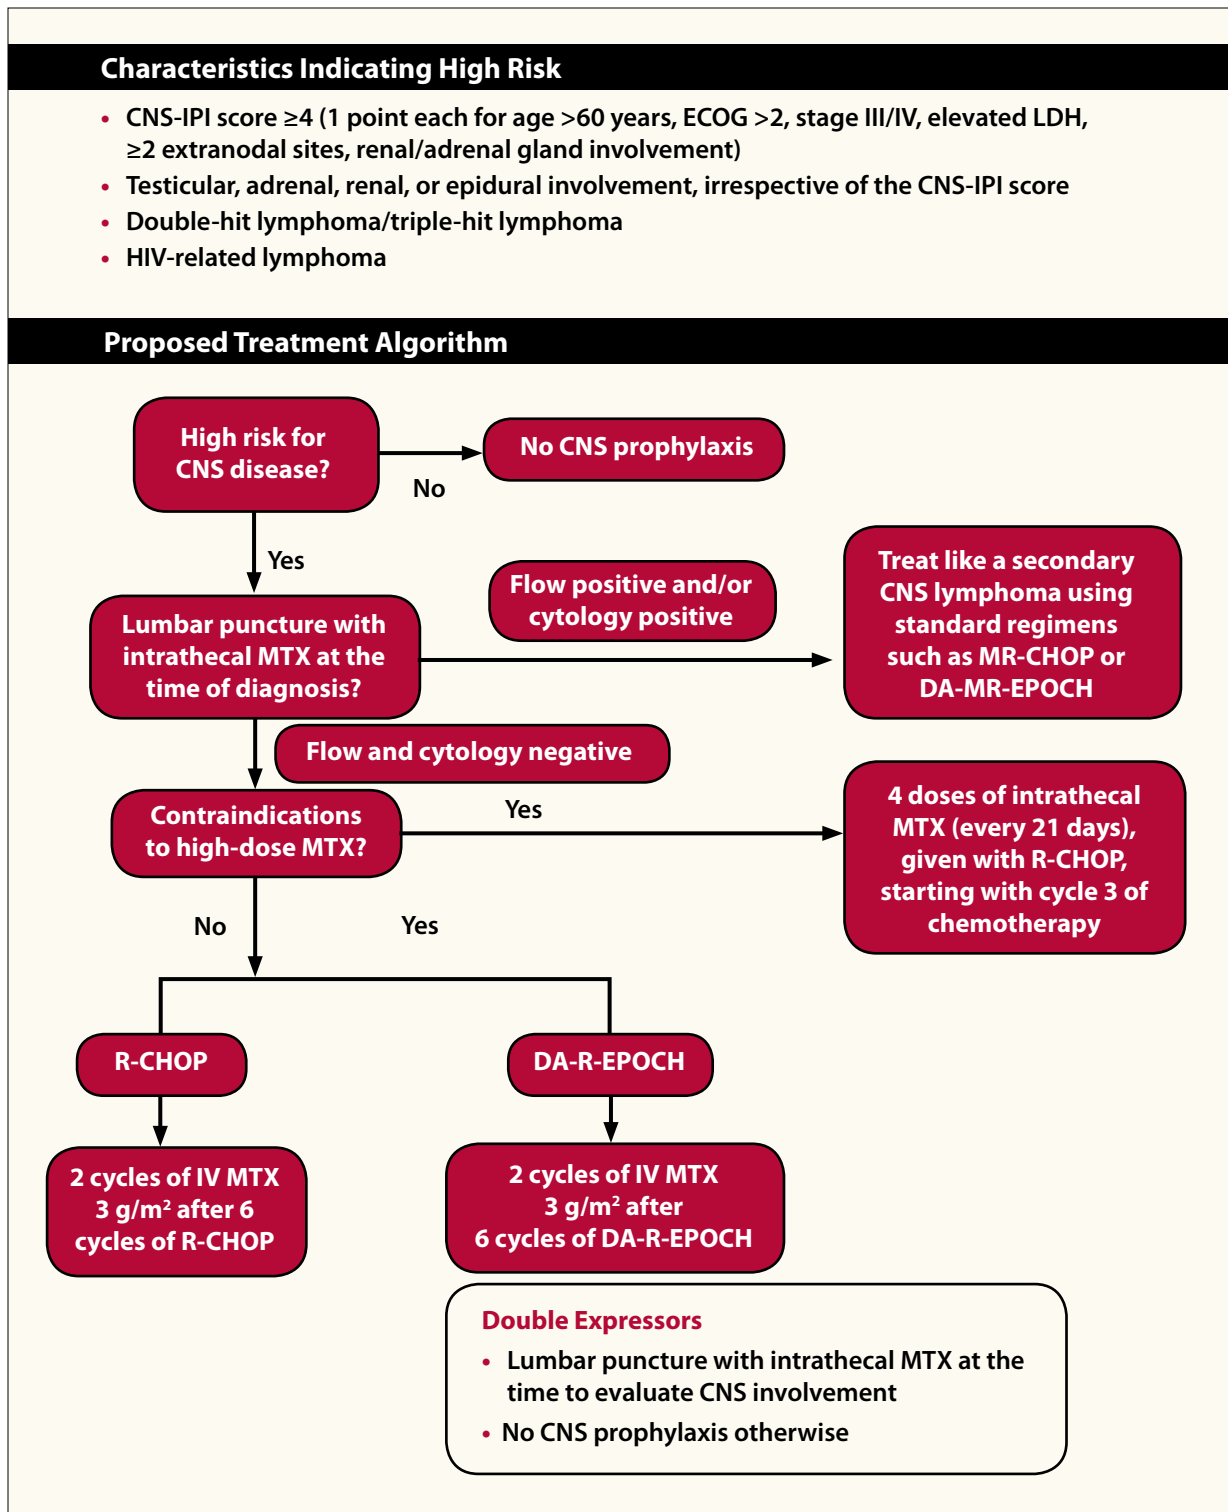 Characteristics Indicating High Risk
• CNS-IPI score ≥4 (1 point each for age >60 years, ECOG >2, stage III/IV, elevated LDH,
≥2 extranodal sites, renal/adrenal gland involvement)
• Testicular, adrenal, renal, or epidural involvement, irrespective of the CNS-IPI score
• Double-hit lymphoma/triple-hit lymphoma
• HIV-related lymphoma
Proposed Treatment Algorithm
High risk for
CNS disease?
No
No CNS prophylaxis
Yes
Lumbar puncture with
intrathecal MTX at the
time of diagnosis?
Flow positive and/or
cytology positive
Treat like a secondary
CNS lymphoma using
standard regimens
such as MR-CHOP or
DA-MR-EPOCH
Flow and cytology negative
Contraindications
to high-dose MTX?
Yes
4 doses of intrathecal
MTX (every 21 days),
given with R-CHOP,
starting with cycle 3 of
chemotherapy
No
Yes
R-CHOP
DA-R-EPOCH
2 cycles of IV MTX
3 g/m² after 6
cycles of R-CHOP
2 cycles of IV MTX
3 g/m² after
6 cycles of DA-R-EPOCH
Double Expressors
• Lumbar puncture with intrathecal MTX at the
time to evaluate CNS involvement
• No CNS prophylaxis otherwise